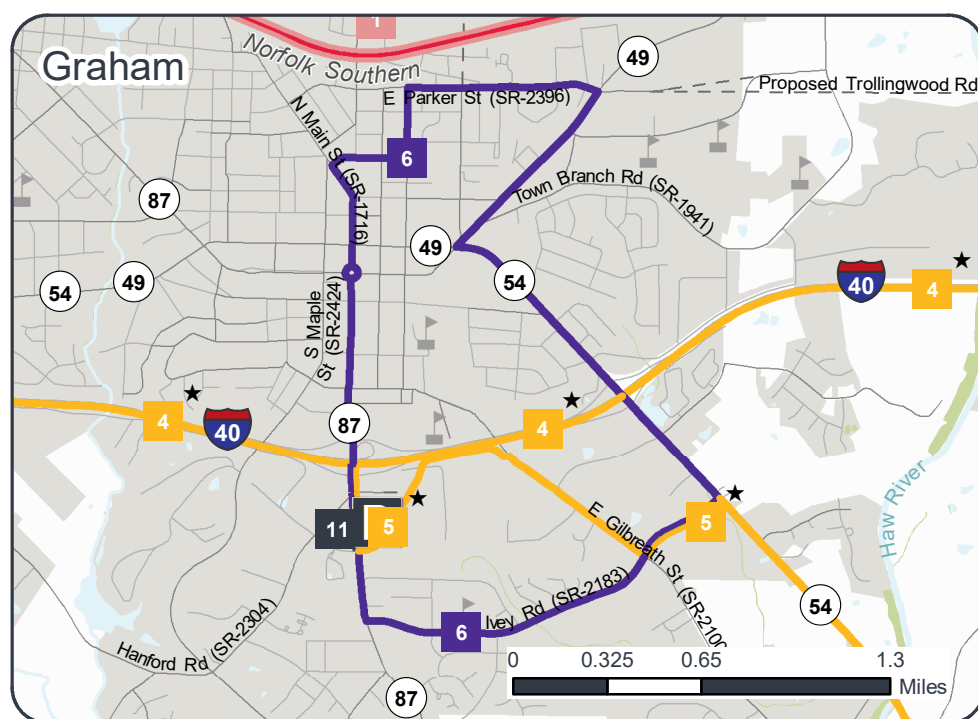 1
Graham
Norfolk Southern
49
Proposed Trollingwood Rd
E Parker St (SR-2396)
N Main St (SR-1716)
6
87
Town Branch Rd (SR-1941)
49
54
49
54
40
4
S Maple
St (SR-2424)
4
40
87
4
11
5
5
E Gilbreath St (SR-2100
Haw River
Ivey Rd (SR-2183)
6
54
Hanford Rd (SR-2304)
87
0 0.325 0.65 1.3
Miles